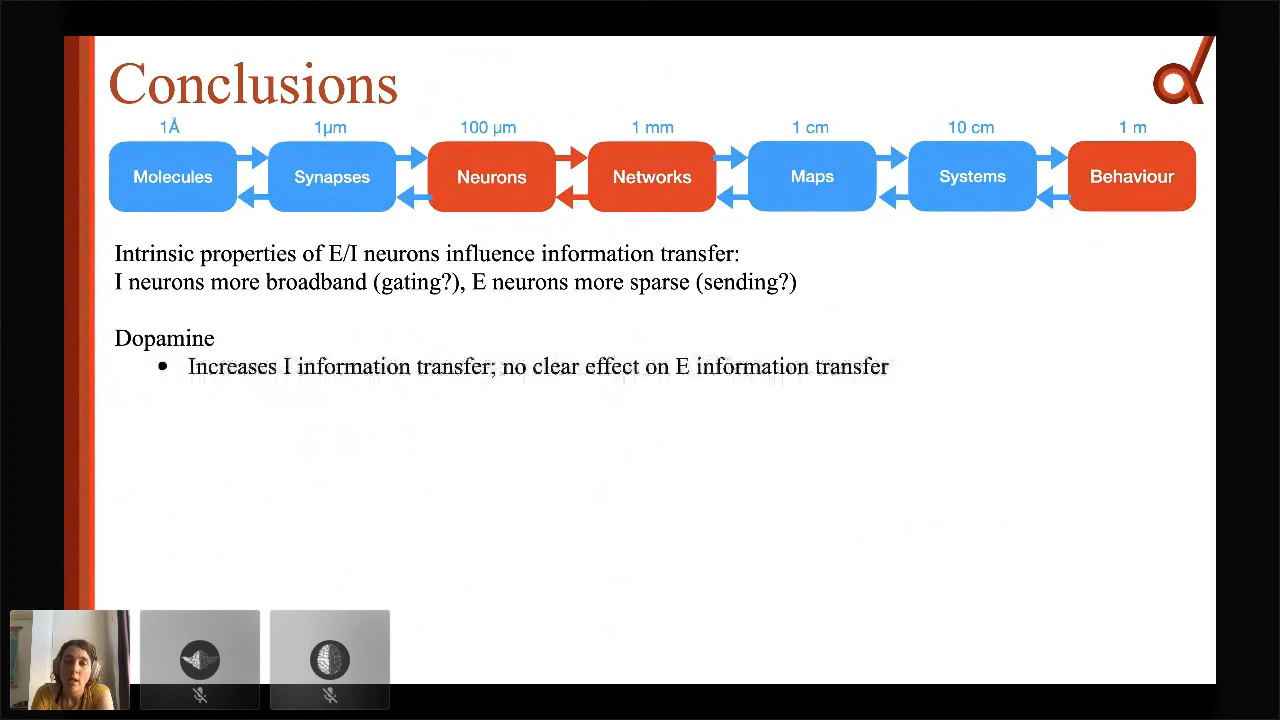 Conclusions
1Å 1µm 100 µm 1 mm 1 cm 10 cm 1 m
Molecules Synapses Neurons Networks Maps Systems Behaviour
Intrinsic properties of E/I neurons influence information transfer:
I neurons more broadband (gating?), E neurons more sparse (sending?)
Dopamine
• Increases I information transfer; no clear effect on E information transfer